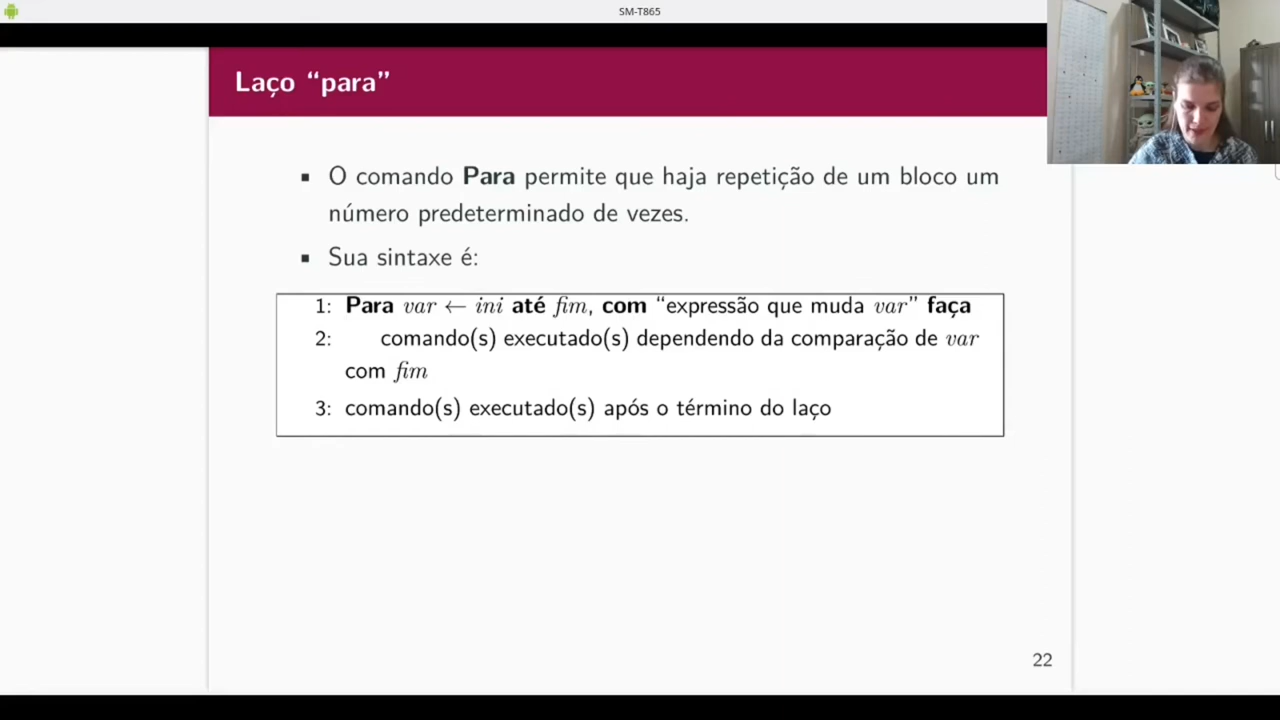 SM-T865
Laço “para”
▪ O comando Para permite que haja repetição de um bloco um
número predeterminado de vezes.
▪ Sua sintaxe é:
1: Para var ← ini até fim, com “expressão que muda var” faça
2: comando(s) executado(s) dependendo da comparação de var
com fim
3: comando(s) executado(s) após o término do laço
22